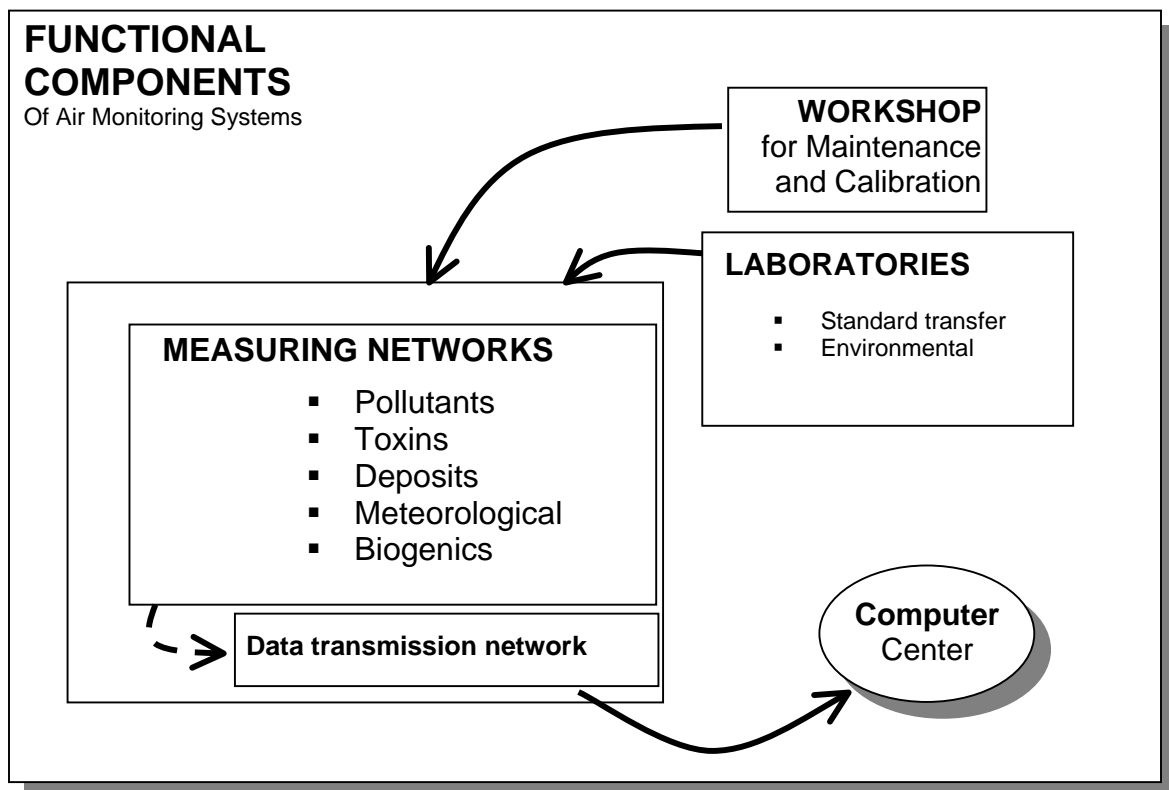 FUNCTIONAL
COMPONENTS
Of Air Monitoring Systems
WORKSHOP
for Maintenance
and Calibration
LABORATORIES
▪ Standard transfer
▪ Environmental
MEASURING NETWORKS
▪ Pollutants
▪ Toxins
▪ Deposits
▪ Meteorological
▪ Biogenics
Data transmission network
Computer
Center